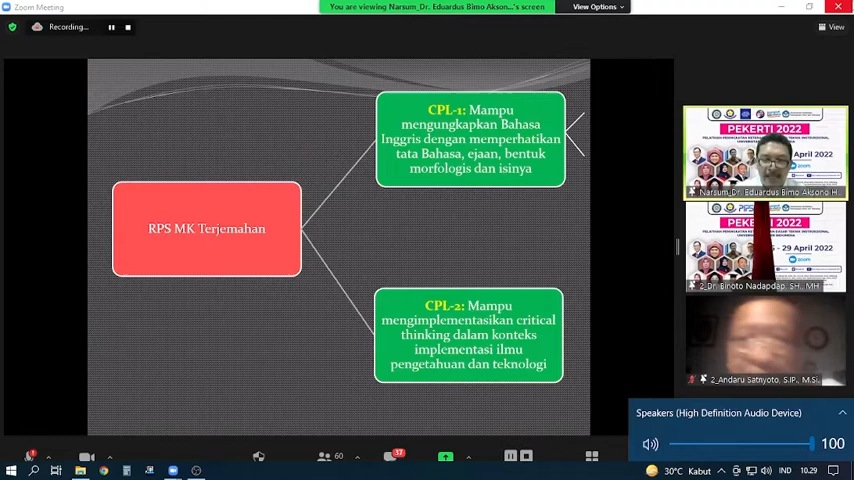 Zoom Meeting
You are viewing Narsum_Dr. Eduardus Bimo Akson...'s screen
View Options
Recording...
View
CPL-1: Mampu
mengungkapkan Bahasa
Inggris dengan memperhatikan
tata Bahasa, ejaan, bentuk
morfologis dan isinya
RPS MK Terjemahan
CPL-2: Mampu
mengimplementasikan critical
thinking dalam konteks
implementasi ilmu
pengetahuan dan teknologi
PEKERTI 2022
April 2022
zoom
Narsum_Dr. Eduardus Bimo Aksono H...
2022
29 April 2022
zoom
2_Dr. Binoto Nadapdap, SH., MH
2_Andaru Satnyoto, S.IP., M.Si.
Speakers (High Definition Audio Device)
100
60
37
30°C Kabut
IND
10.29